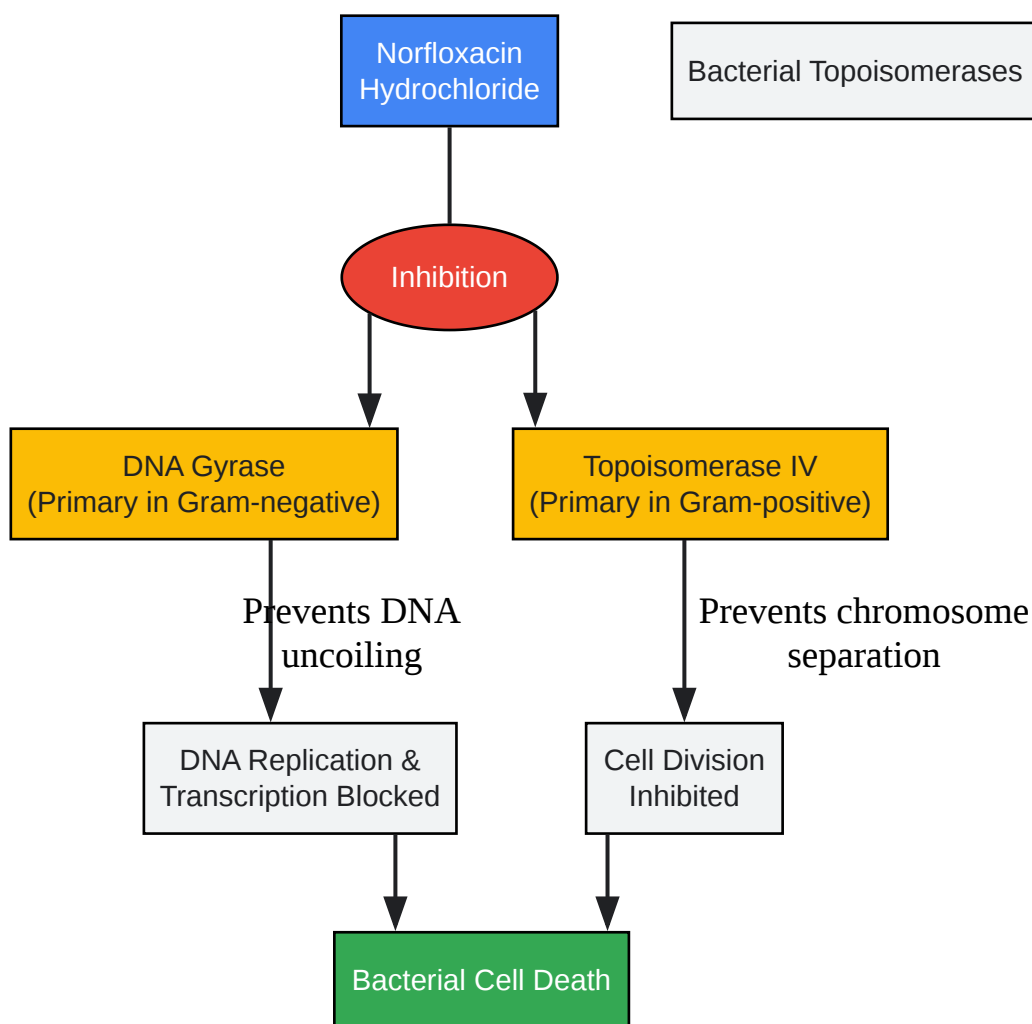 Norfloxacin
Hydrochloride
Bacterial Topoisomerases
Inhibition
DNA Gyrase
(Primary in Gram-negative)
Topoisomerase IV
(Primary in Gram-positive)
Prevents DNA
uncoiling
Prevents chromosome
separation
DNA Replication &
Transcription Blocked
Cell Division
Inhibited
Bacterial Cell Death